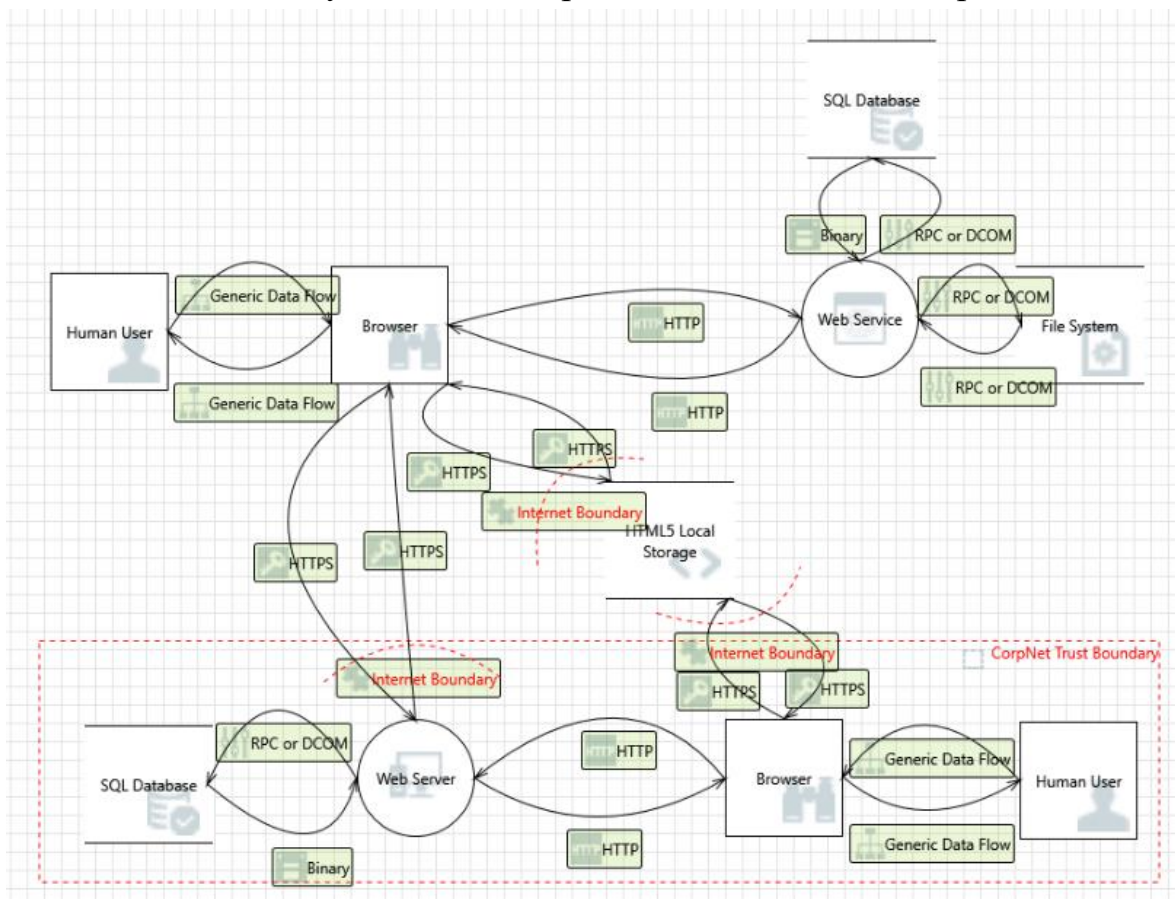 SQL Database
Binary
RPC or DCOM
Human User
Generic Data Flow
Browser
HTTP
Web Service
RPC or DCOM
File System
Generic Data Flow
HTTP
RPC or DCOM
HTTPS
HTTPS
Internet Boundary
HTML5 Local
Storage
HTTPS
HTTPS
Internet Boundary
CorpNet Trust Boundary
Internet Boundary
HTTPS
HTTPS
SQL Database
RPC or DCOM
Web Server
HTTP
Browser
Generic Data Flow
Human User
Binary
HTTP
Generic Data Flow